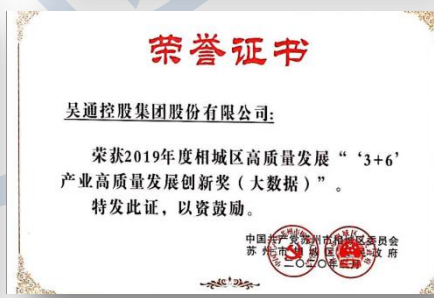 荣誉证书
吴通控股集团股份有限公司:
荣获2019年度相城区高质量发展“‘3+6’
产业高质量发展创新奖（大数据）”。
特发此证，以资鼓励。
中国共产党苏州市相城区委员会
苏州市相城区人民政府
二〇二〇年三月